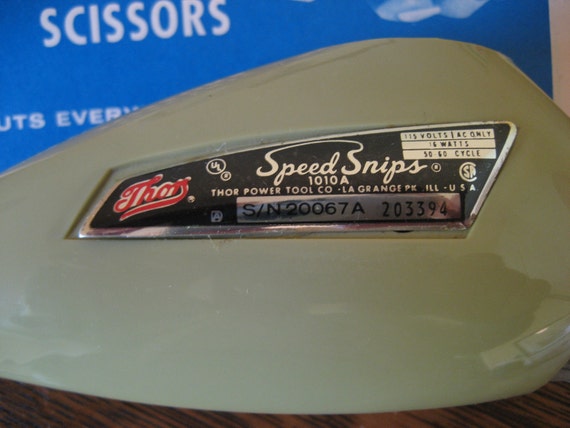 SCISSORS
UTS EVERY
Thor ®
UL ®
Speed Snips ®
1010A
115 VOLTS AC ONLY
16 WATTS
50-60 CYCLE
THOR POWER TOOL CO - LA GRANGE PK. ILL - U S A
S/N 20067A 203394